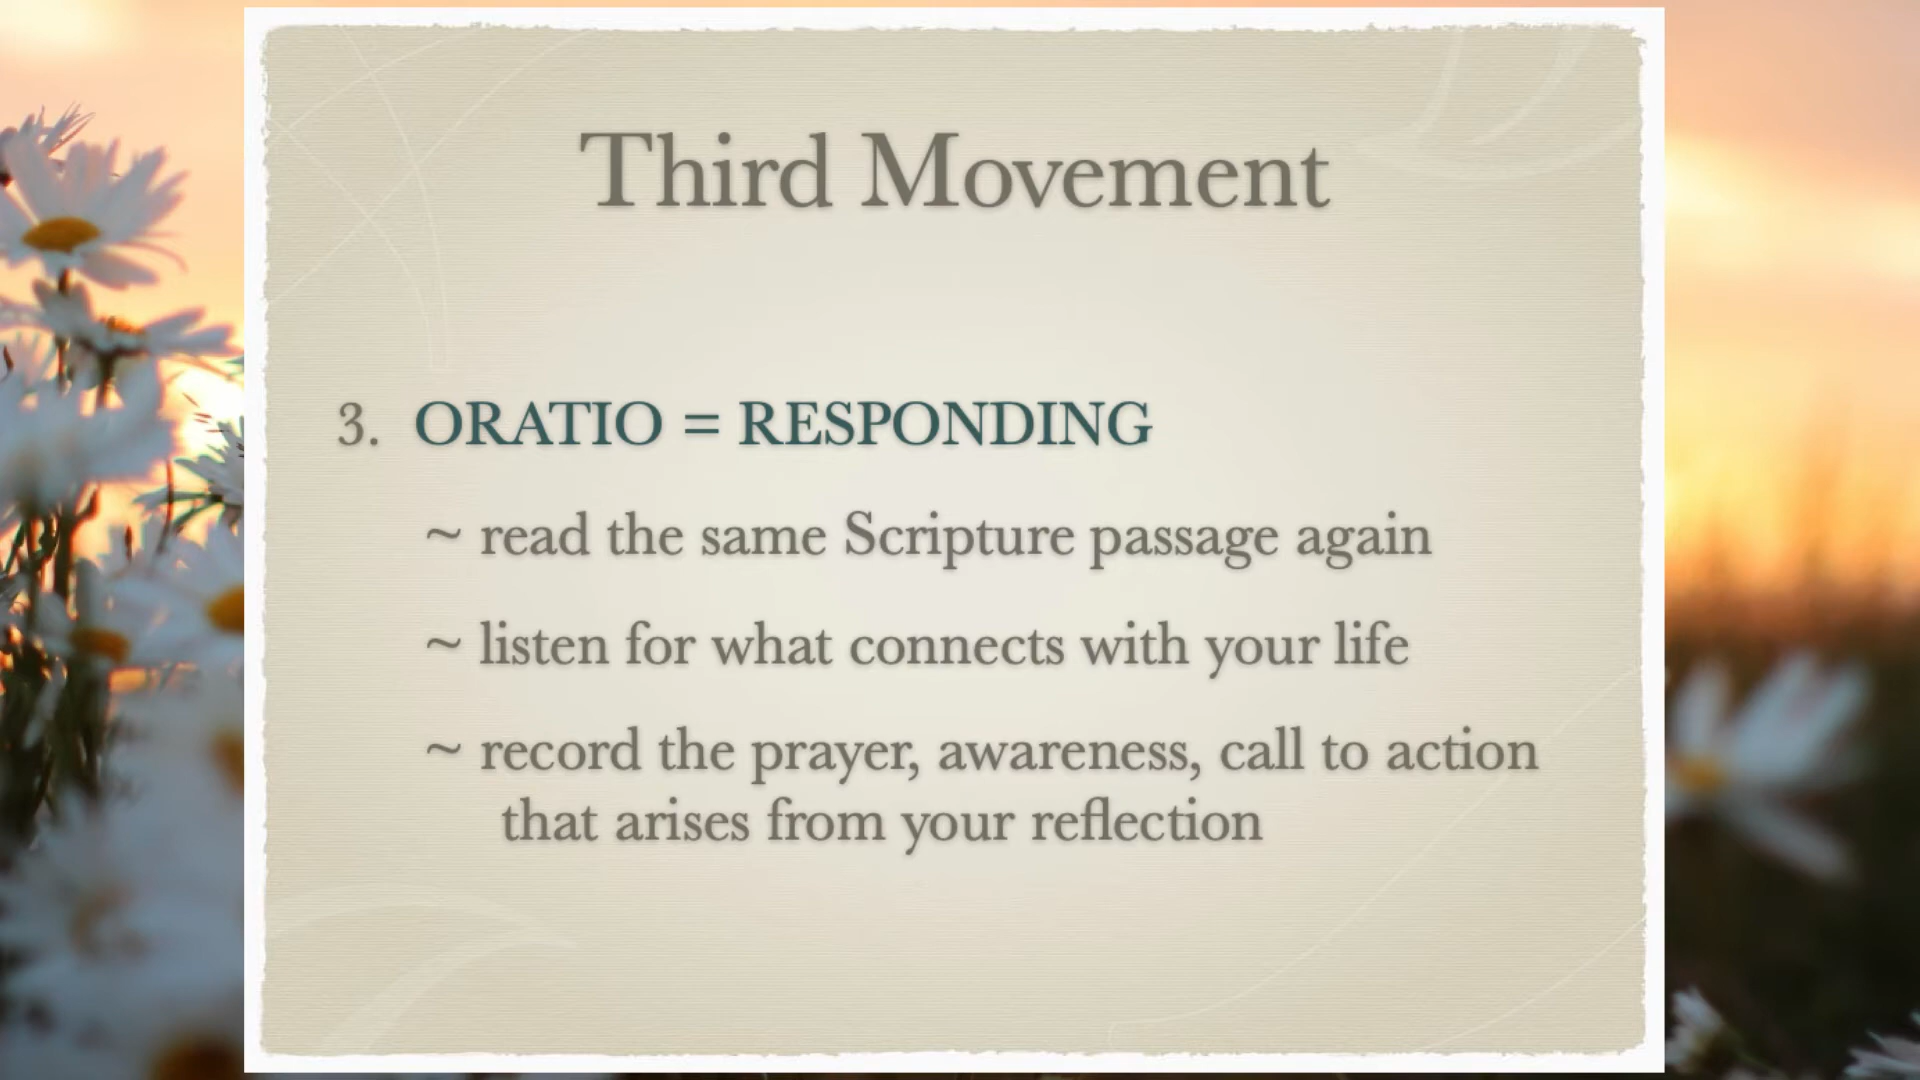 Third Movement
3. ORATIO = RESPONDING
~ read the same Scripture passage again
~ listen for what connects with your life
~ record the prayer, awareness, call to action
that arises from your reflection